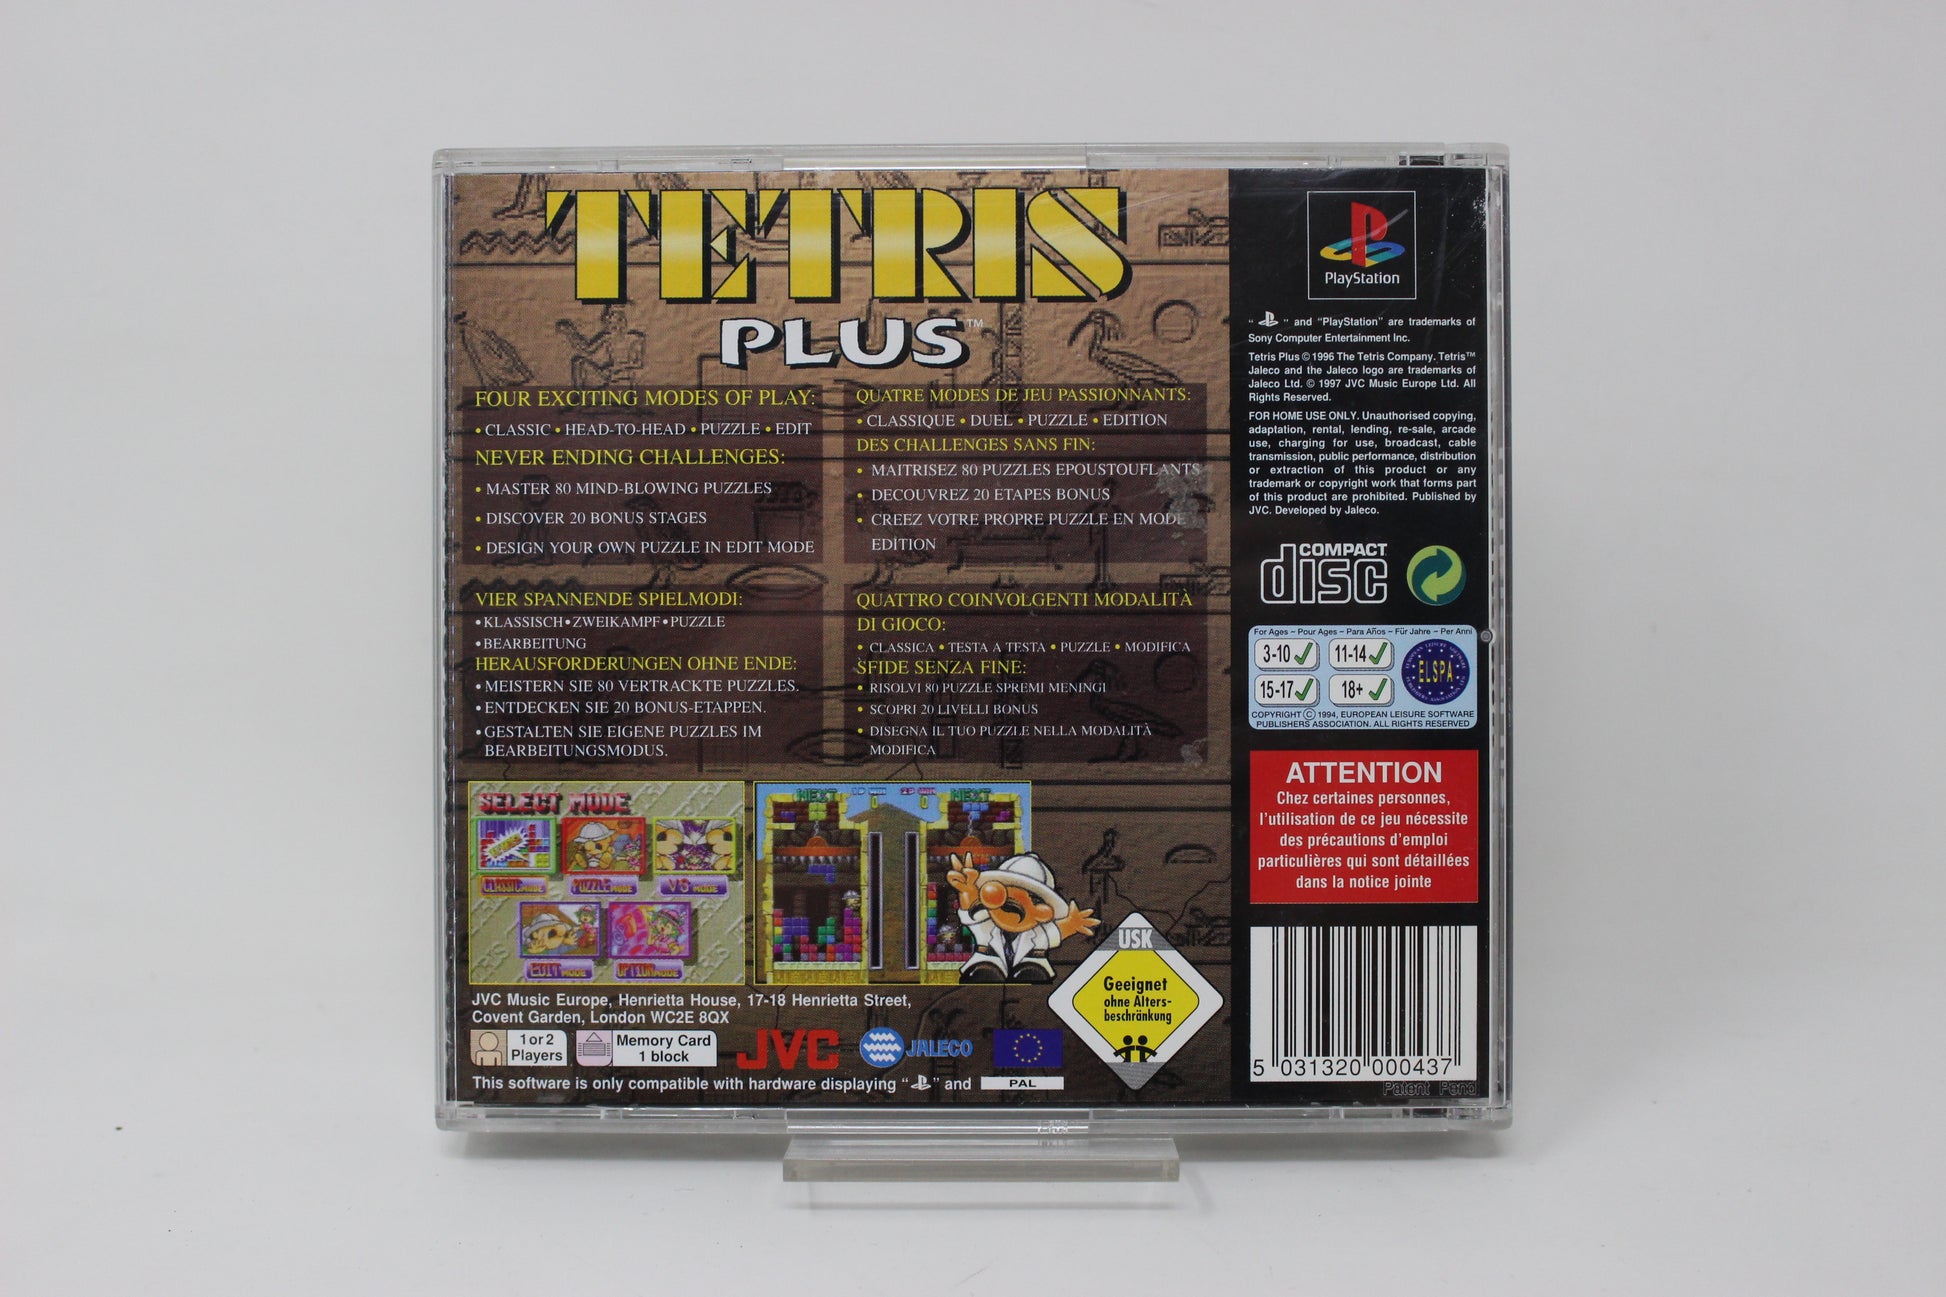 TETRIS
PLUS™
FOUR EXCITING MODES OF PLAY:
• CLASSIC • HEAD-TO-HEAD • PUZZLE • EDIT
NEVER ENDING CHALLENGES:
• MASTER 80 MIND-BLOWING PUZZLES
• DISCOVER 20 BONUS STAGES
• DESIGN YOUR OWN PUZZLE IN EDIT MODE
QUATRE MODES DE JEU PASSIONNANTS:
• CLASSIQUE • DUEL • PUZZLE • EDITION
DES CHALLENGES SANS FIN:
• MAITRISEZ 80 PUZZLES EPOUSTOUFLANTS
• DECOUVREZ 20 ETAPES BONUS
• CREEZ VOTRE PROPRE PUZZLE EN MODE
EDITION
VIER SPANNENDE SPIELMODI:
• KLASSISCH • ZWEIKAMPF • PUZZLE
• BEARBEITUNG
HERAUSFORDERUNGEN OHNE ENDE:
• MEISTERN SIE 80 VERTRACKTE PUZZLES.
• ENTDECKEN SIE 20 BONUS-ETAPPEN.
• GESTALTEN SIE EIGENE PUZZLES IM
BEARBEITUNGSMODUS.
QUATTRO COINVOLGENTI MODALITÀ
DI GIOCO:
• CLASSICA • TESTA A TESTA • PUZZLE • MODIFICA
SFIDE SENZA FINE:
• RISOLVI 80 PUZZLE SPREMI MENINGI
• SCOPRI 20 LIVELLI BONUS
• DISEGNA IL TUO PUZZLE NELLA MODALITÀ
MODIFICA
SELECT MODE
CLASSIC MODE PUZZLE MODE VS MODE
EDIT MODE OPTION MODE
NEXT 1P WIN 2P WIN NEXT
0 0
JVC Music Europe, Henrietta House, 17-18 Henrietta Street,
Covent Garden, London WC2E 8QX
1 or 2
Players
Memory Card
1 block
JVC
JALECO
This software is only compatible with hardware displaying " " and
PAL
USK
Geeignet
ohne Alters-
beschränkung
PlayStation
" " and "PlayStation" are trademarks of
Sony Computer Entertainment Inc.
Tetris Plus © 1996 The Tetris Company. Tetris™
Jaleco and the Jaleco logo are trademarks of
Jaleco Ltd. © 1997 JVC Music Europe Ltd. All
Rights Reserved.
FOR HOME USE ONLY. Unauthorised copying,
adaptation, rental, lending, re-sale, arcade
use, charging for use, broadcast, cable
transmission, public performance, distribution
or extraction of this product or any
trademark or copyright work that forms part
of this product are prohibited. Published by
JVC. Developed by Jaleco.
COMPACT
disc
For Ages ~ Pour Ages ~ Para Años ~ Für Jahre ~ Per Anni
3-10 11-14
15-17 18+
ELSPA
COPYRIGHT © 1994, EUROPEAN LEISURE SOFTWARE
PUBLISHERS ASSOCIATION. ALL RIGHTS RESERVED
ATTENTION
Chez certaines personnes,
l'utilisation de ce jeu nécessite
des précautions d'emploi
particulières qui sont détaillées
dans la notice jointe
5 031320 000437
Patent Pend